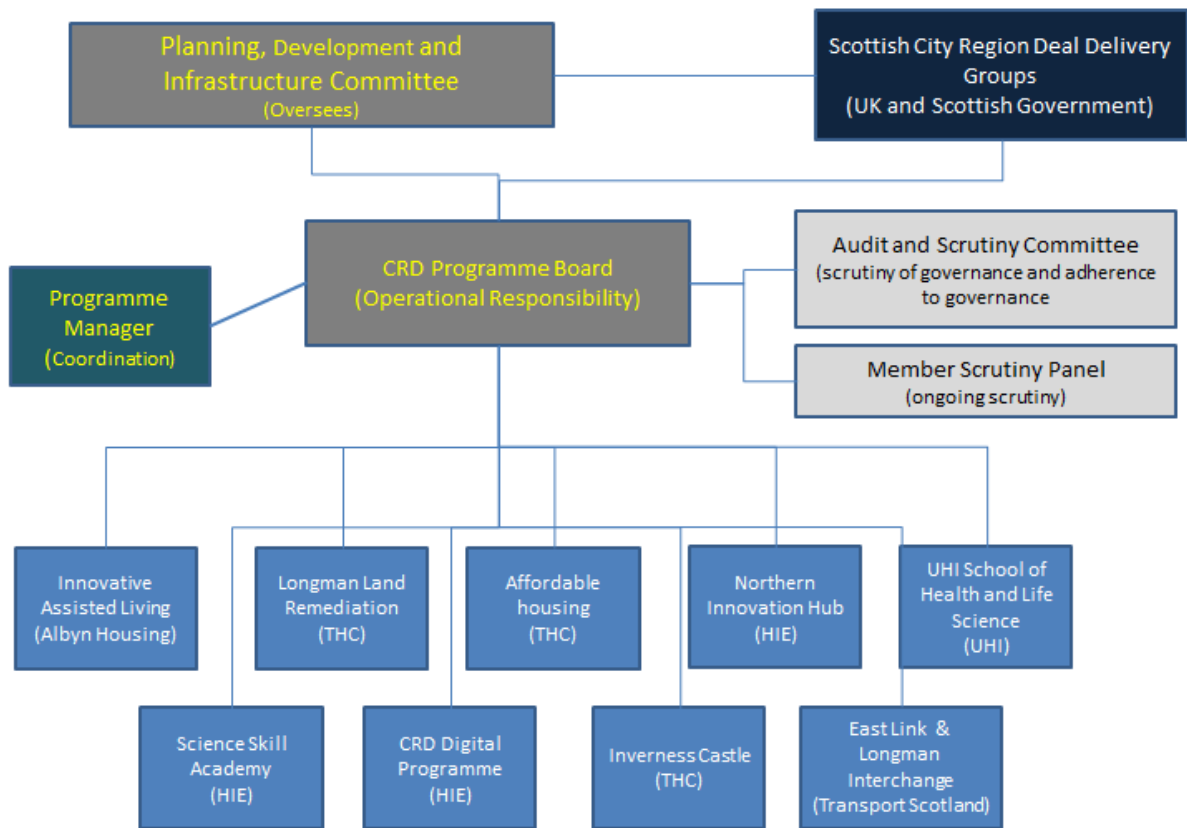 Planning, Development and
Infrastructure Committee
(Oversees)
Scottish City Region Deal Delivery
Groups
(UK and Scottish Government)
CRD Programme Board
(Operational Responsibility)
Programme
Manager
(Coordination)
Audit and Scrutiny Committee
(scrutiny of governance and adherence
to governance
Member Scrutiny Panel
(ongoing scrutiny)
Innovative
Assisted Living
(Albyn Housing)
Longman Land
Remediation
(THC)
Affordable
housing
(THC)
Northern
Innovation Hub
(HIE)
UHI School of
Health and Life
Science
(UHI)
Science Skill
Academy
(HIE)
CRD Digital
Programme
(HIE)
Inverness Castle
(THC)
East Link & Longman
Interchange
(Transport Scotland)